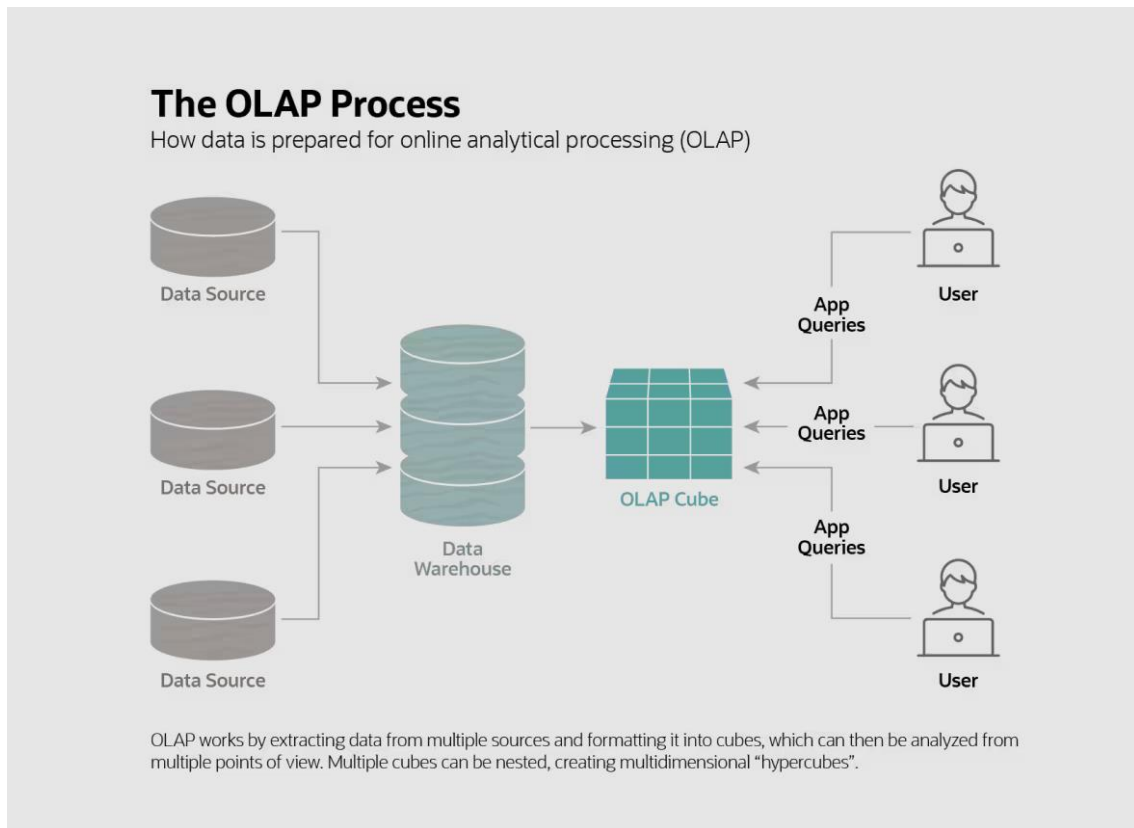 The OLAP Process
How data is prepared for online analytical processing (OLAP)
Data Source
User
App
Queries
Data Source
App
Queries
User
OLAP Cube
Data
Warehouse
App
Queries
Data Source
User
OLAP works by extracting data from multiple sources and formatting it into cubes, which can then be analyzed from
multiple points of view. Multiple cubes can be nested, creating multidimensional “hypercubes”.